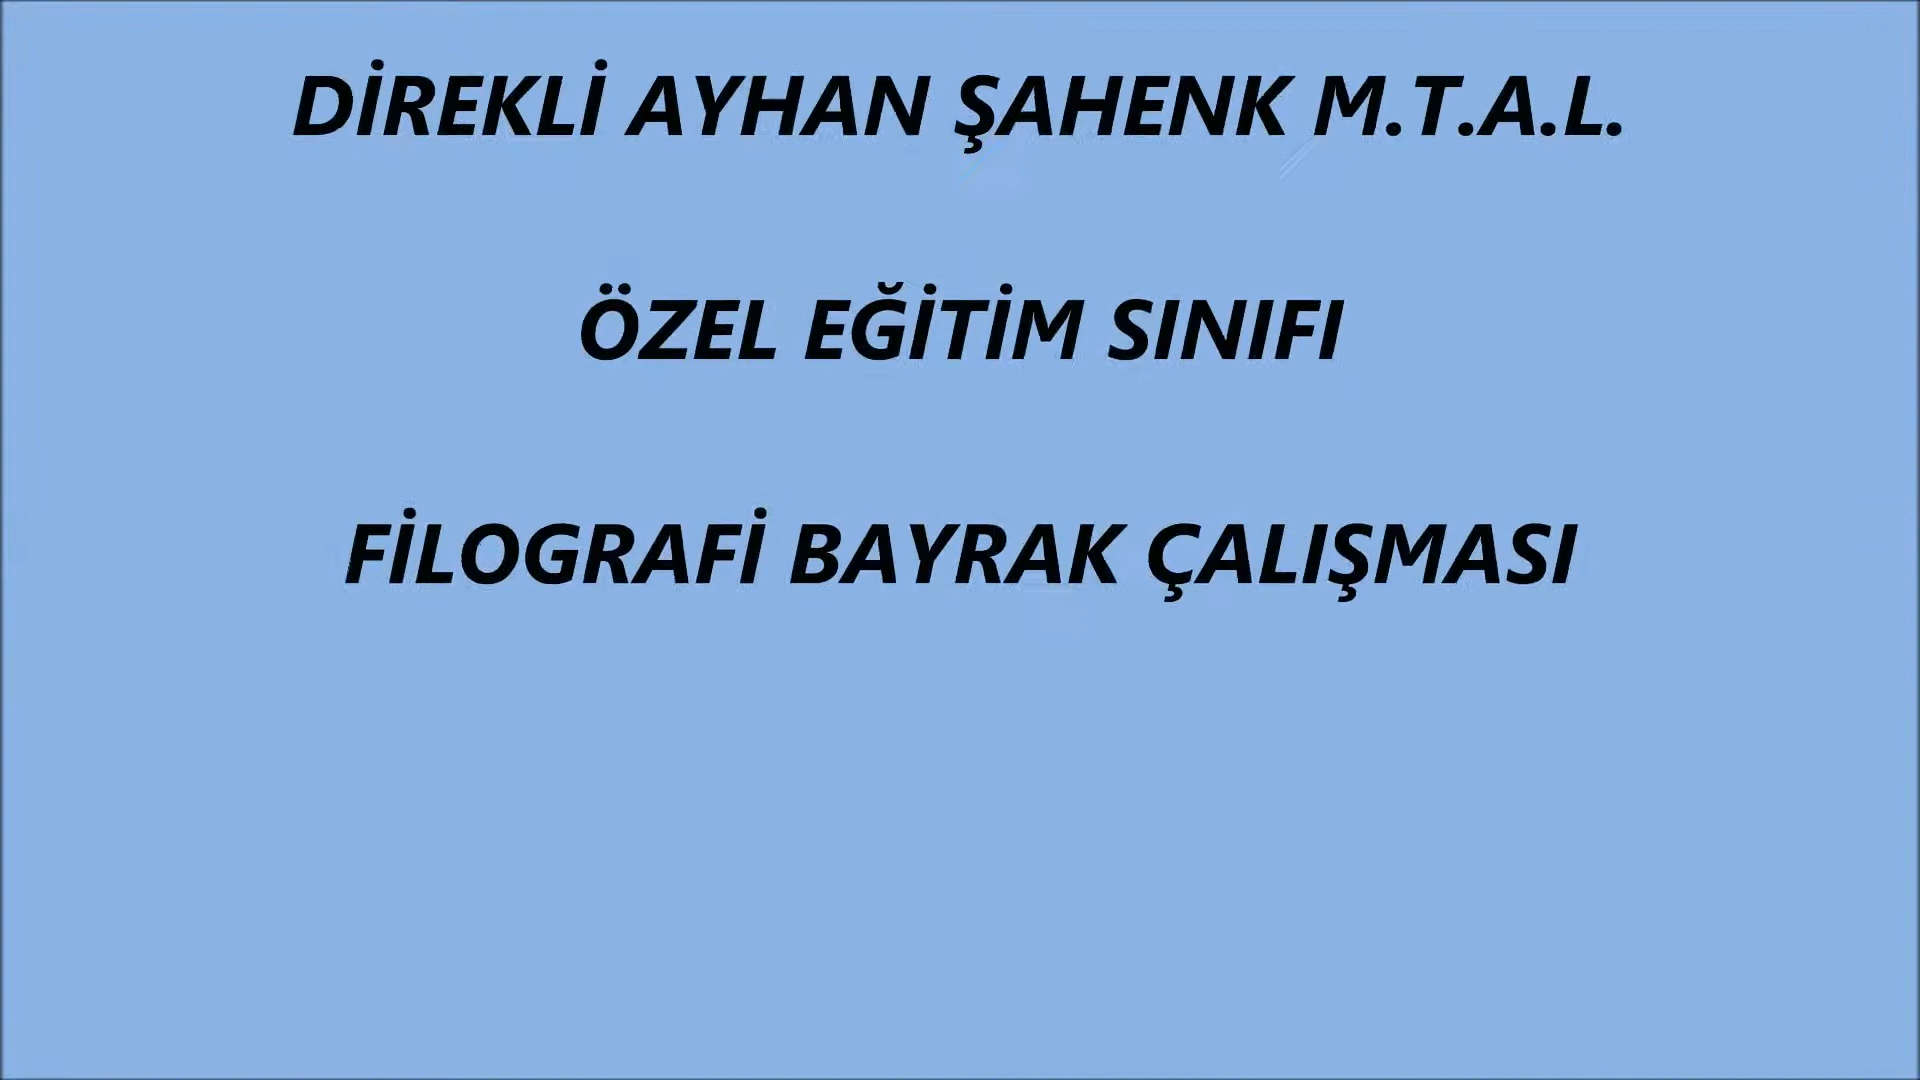 DİREKLİ AYHAN ŞAHENK M.T.A.L.
ÖZEL EĞİTİM SINIFI
FİLOGRAFİ BAYRAK ÇALIŞMASI